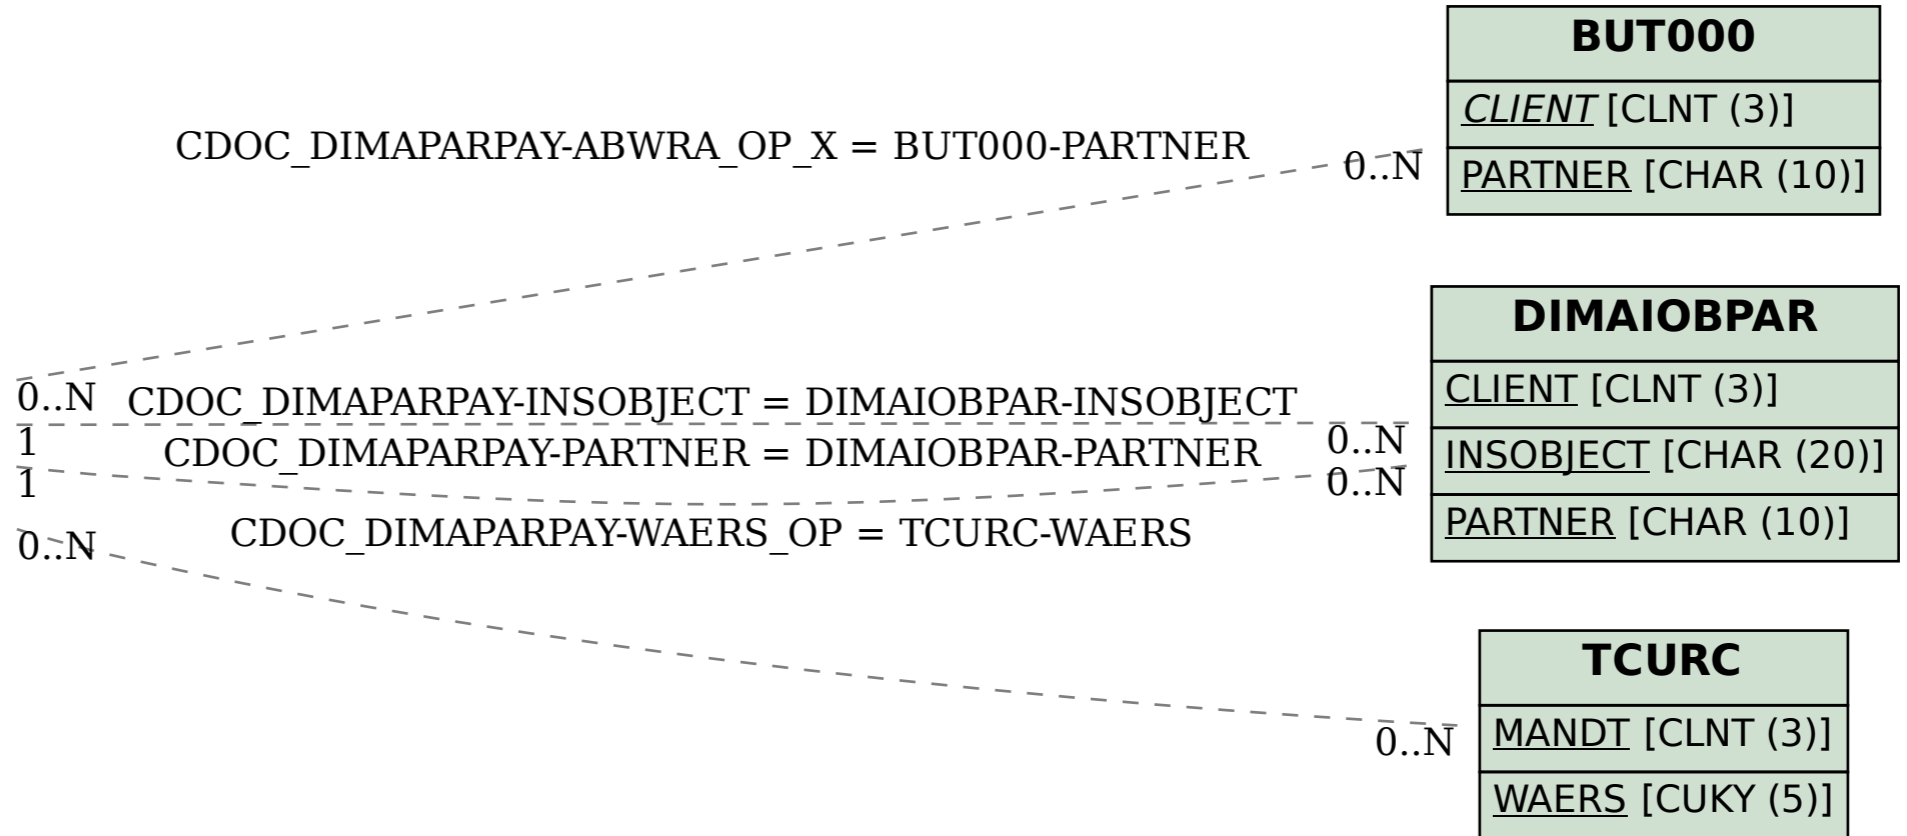 BUT000
CLIENT [CLNT (3)]
CDOC_DIMAPARPAY-ABWRA_OP_X = BUT000-PARTNER
0..N
PARTNER [CHAR (10)]
DIMAIOBPAR
CLIENT [CLNT (3)]
0..N
CDOC_DIMAPARPAY-INSOBJECT = DIMAIOBPAR-INSOBJECT
1
0..N
CDOC_DIMAPARPAY-PARTNER = DIMAIOBPAR-PARTNER
INSOBJECT [CHAR (20)]
1
0..N
PARTNER [CHAR (10)]
CDOC_DIMAPARPAY-WAERS_OP = TCURC-WAERS
0..N
TCURC
MANDT [CLNT (3)]
0..N
WAERS [CUKY (5)]